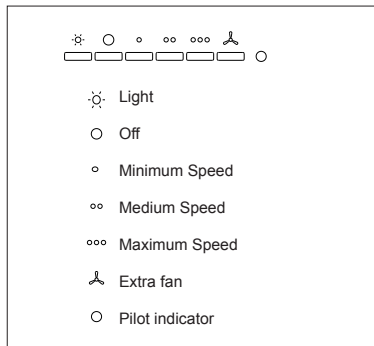 Light
Off
Minimum Speed
Medium Speed
Maximum Speed
Extra fan
Pilot indicator